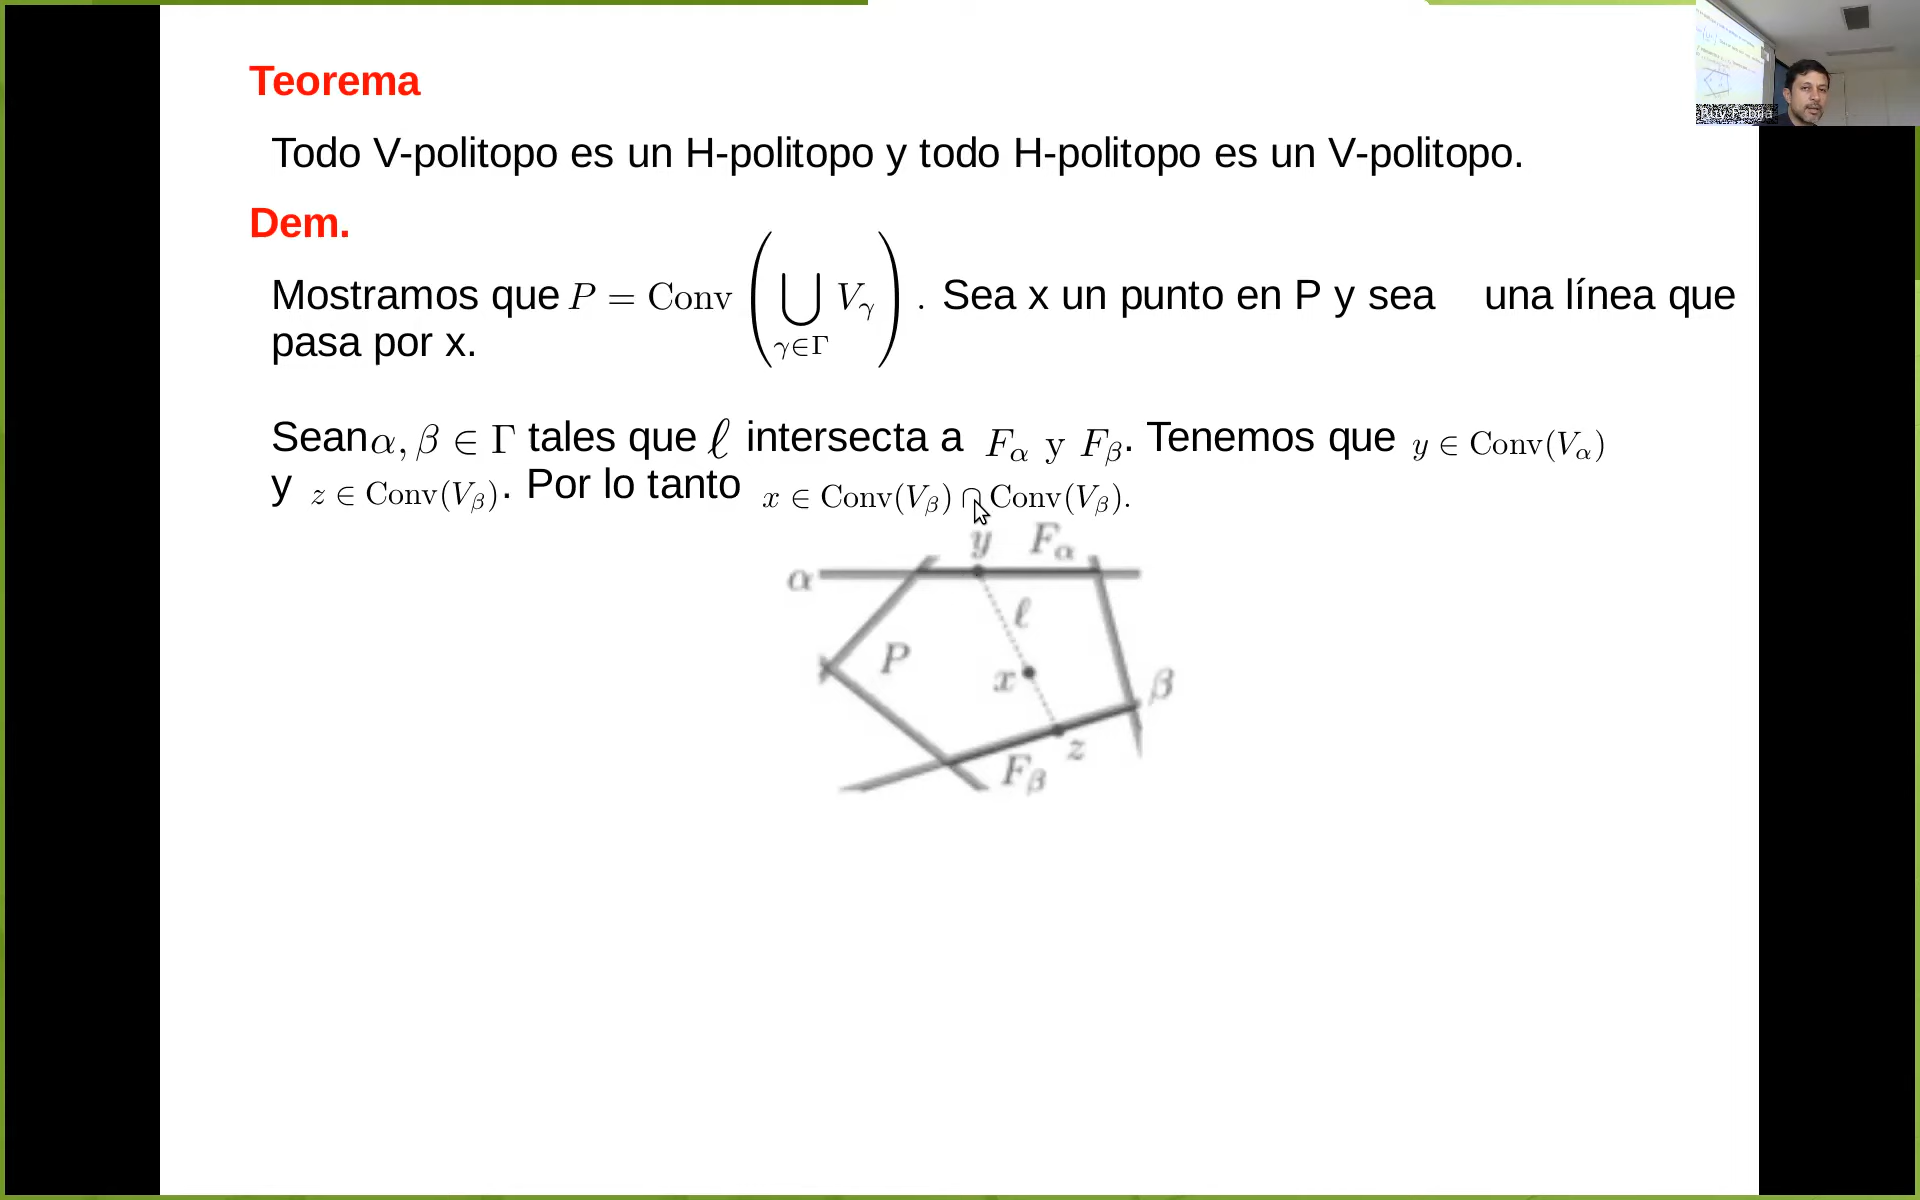 Teorema
Todo V-politopo es un H-politopo y todo H-politopo es un V-politopo.
Dem.
Mostramos que P = Conv ( ⋃_{γ∈Γ} V_γ ) . Sea x un punto en P y sea una línea que
pasa por x.
Sean α, β ∈ Γ tales que ℓ intersecta a F_α y F_β. Tenemos que y ∈ Conv(V_α)
y z ∈ Conv(V_β). Por lo tanto x ∈ Conv(V_β) ∩ Conv(V_β).
y F_α
α
ℓ
P
x
β
z
F_β